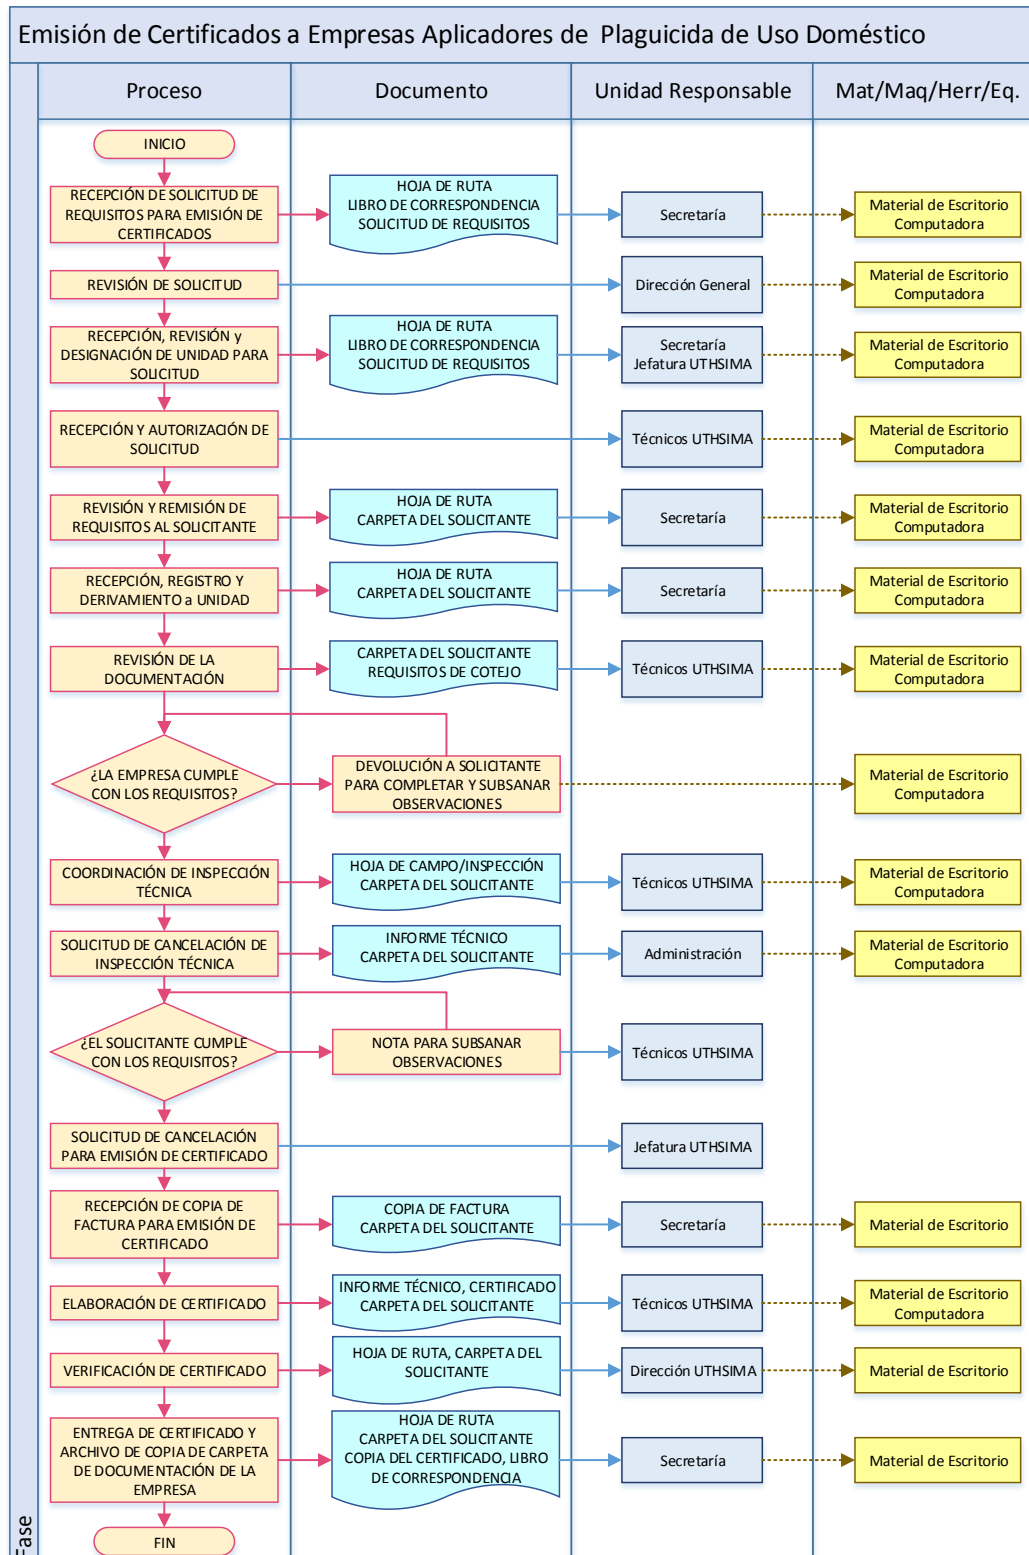 Emisión de Certificados a Empresas Aplicadores de Plaguicida de Uso Doméstico
Proceso
Documento
Unidad Responsable
Mat/Maq/Herr/Eq.
INICIO
RECEPCIÓN DE SOLICITUD DE
REQUISITOS PARA EMISIÓN DE
CERTIFICADOS
HOJA DE RUTA
LIBRO DE CORRESPONDENCIA
SOLICITUD DE REQUISITOS
Secretaría
Material de Escritorio
Computadora
REVISIÓN DE SOLICITUD
Dirección General
Material de Escritorio
Computadora
RECEPCIÓN, REVISIÓN y
DESIGNACIÓN DE UNIDAD PARA
SOLICITUD
HOJA DE RUTA
LIBRO DE CORRESPONDENCIA
SOLICITUD DE REQUISITOS
Secretaría
Jefatura UTHSIMA
Material de Escritorio
Computadora
RECEPCIÓN Y AUTORIZACIÓN DE
SOLICITUD
Técnicos UTHSIMA
Material de Escritorio
Computadora
REVISIÓN Y REMISIÓN DE
REQUISITOS AL SOLICITANTE
HOJA DE RUTA
CARPETA DEL SOLICITANTE
Secretaría
Material de Escritorio
Computadora
RECEPCIÓN, REGISTRO Y
DERIVAMIENTO a UNIDAD
HOJA DE RUTA
CARPETA DEL SOLICITANTE
Secretaría
Material de Escritorio
Computadora
REVISIÓN DE LA
DOCUMENTACIÓN
CARPETA DEL SOLICITANTE
REQUISITOS DE COTEJO
Técnicos UTHSIMA
Material de Escritorio
Computadora
¿LA EMPRESA CUMPLE
CON LOS REQUISITOS?
DEVOLUCIÓN A SOLICITANTE
PARA COMPLETAR Y SUBSANAR
OBSERVACIONES
Material de Escritorio
Computadora
COORDINACIÓN DE INSPECCIÓN
TÉCNICA
HOJA DE CAMPO/INSPECCIÓN
CARPETA DEL SOLICITANTE
Técnicos UTHSIMA
Material de Escritorio
Computadora
SOLICITUD DE CANCELACIÓN DE
INSPECCIÓN TÉCNICA
INFORME TÉCNICO
CARPETA DEL SOLICITANTE
Administración
Material de Escritorio
Computadora
¿EL SOLICITANTE CUMPLE
CON LOS REQUISITOS?
NOTA PARA SUBSANAR
OBSERVACIONES
Técnicos UTHSIMA
SOLICITUD DE CANCELACIÓN
PARA EMISIÓN DE CERTIFICADO
Jefatura UTHSIMA
RECEPCIÓN DE COPIA DE
FACTURA PARA EMISIÓN DE
CERTIFICADO
COPIA DE FACTURA
CARPETA DEL SOLICITANTE
Secretaría
Material de Escritorio
ELABORACIÓN DE CERTIFICADO
INFORME TÉCNICO, CERTIFICADO
CARPETA DEL SOLICITANTE
Técnicos UTHSIMA
Material de Escritorio
Computadora
VERIFICACIÓN DE CERTIFICADO
HOJA DE RUTA, CARPETA DEL
SOLICITANTE
Dirección UTHSIMA
Material de Escritorio
ENTREGA DE CERTIFICADO Y
ARCHIVO DE COPIA DE CARPETA
DE DOCUMENTACIÓN DE LA
EMPRESA
HOJA DE RUTA
CARPETA DEL SOLICITANTE
COPIA DEL CERTIFICADO, LIBRO
DE CORRESPONDENCIA
Secretaría
Material de Escritorio
FIN
Fase